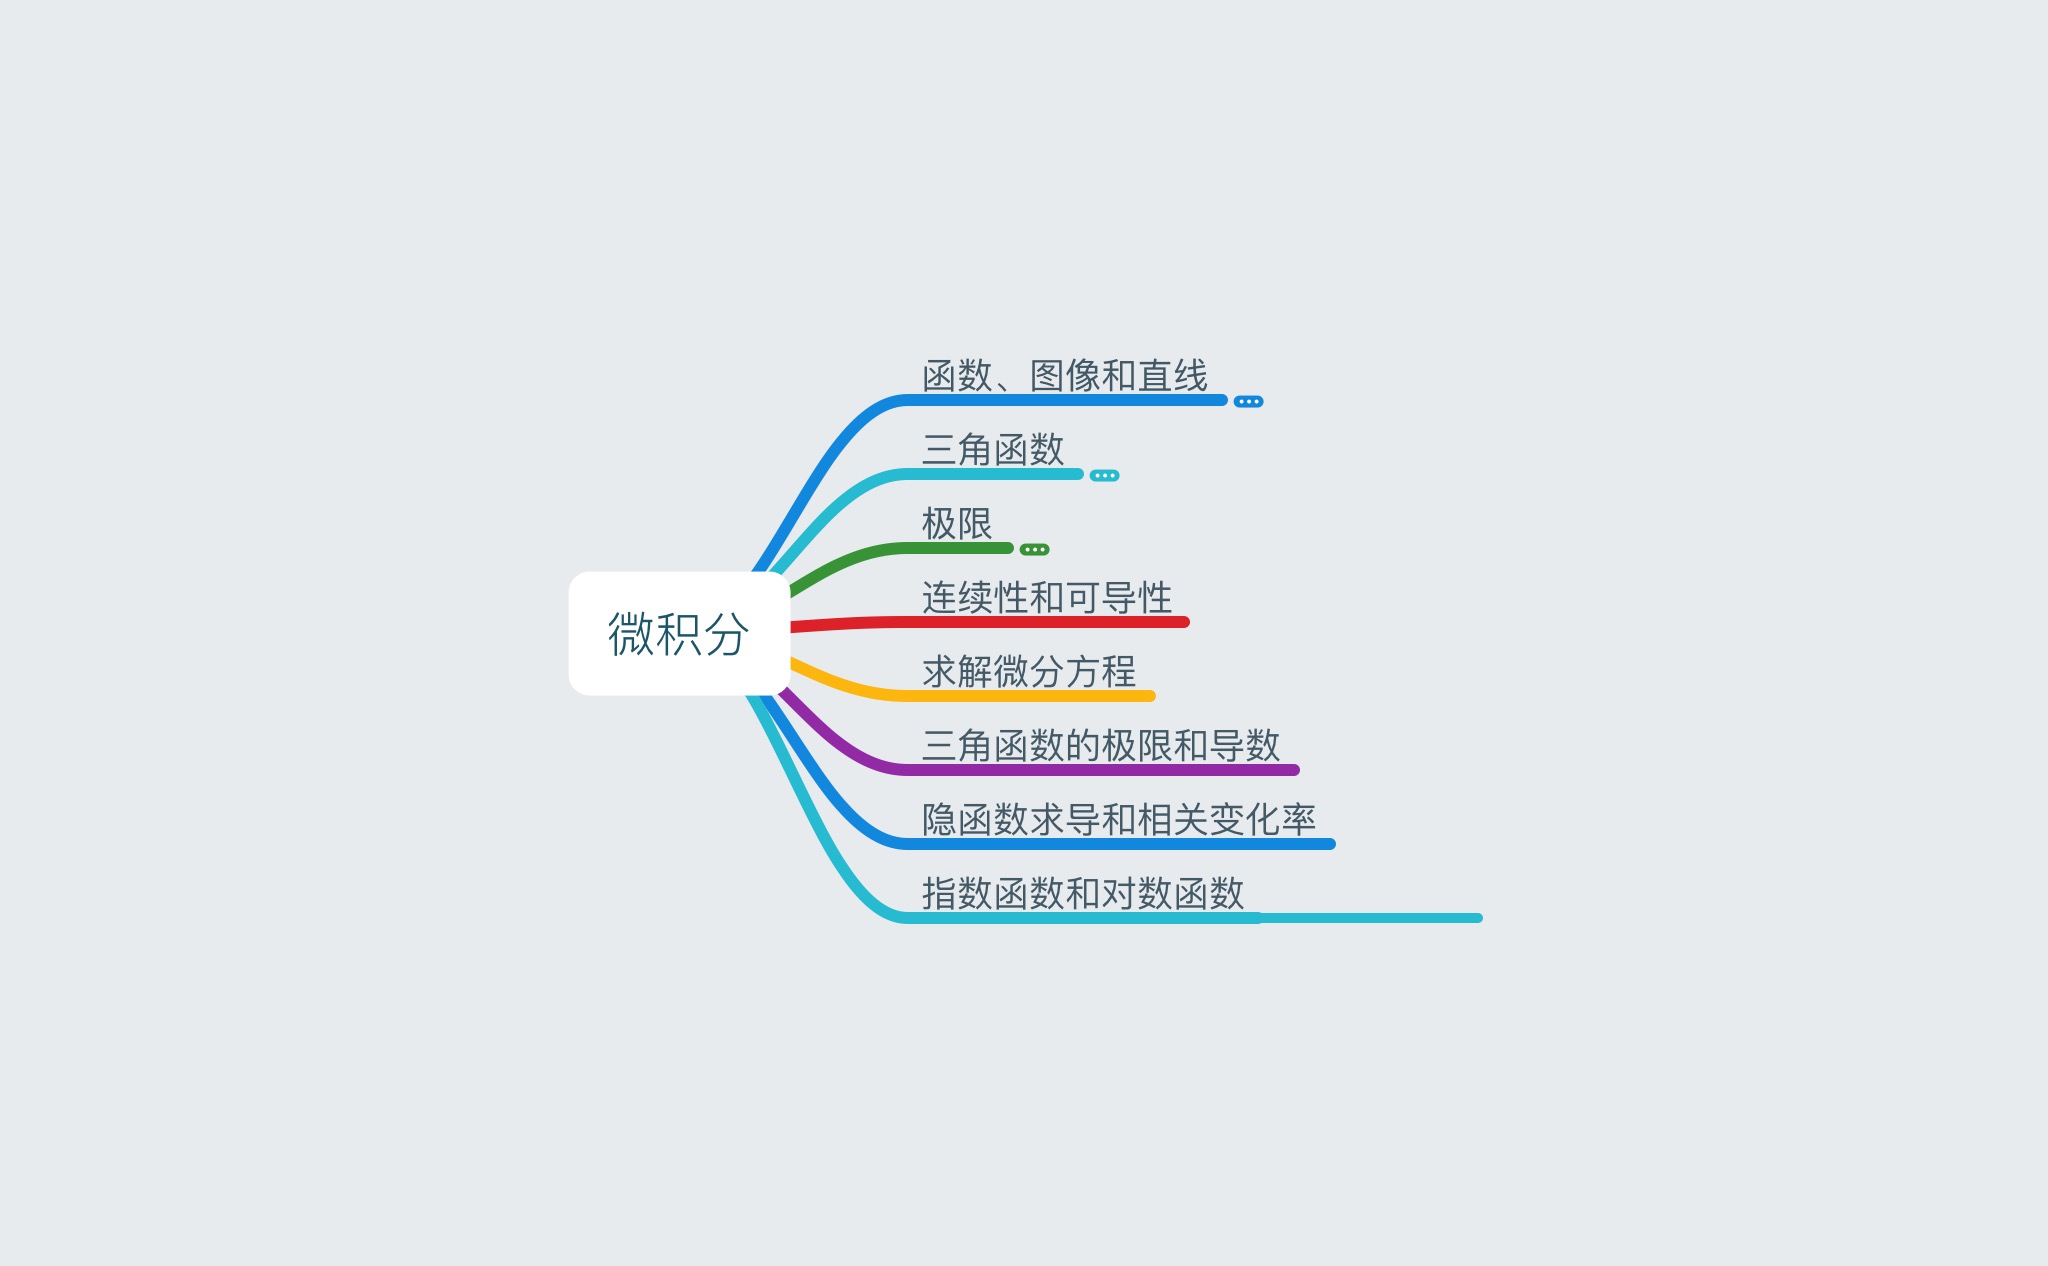 函数、图像和直线
三角函数
极限
连续性和可导性
微积分
求解微分方程
三角函数的极限和导数
隐函数求导和相关变化率
指数函数和对数函数